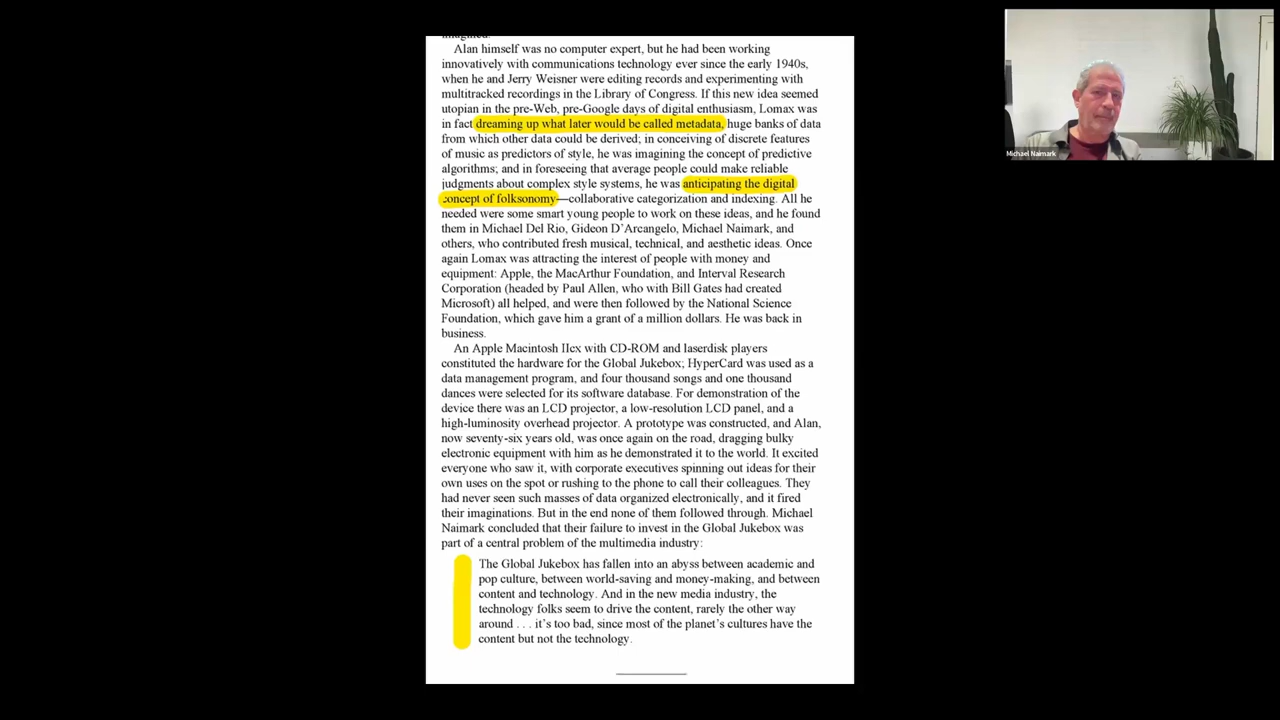 imagined.
Alan himself was no computer expert, but he had been working
innovatively with communications technology ever since the early 1940s,
when he and Jerry Weisner were editing records and experimenting with
multitracked recordings in the Library of Congress. If this new idea seemed
utopian in the pre-Web, pre-Google days of digital enthusiasm, Lomax was
in fact dreaming up what later would be called metadata, huge banks of data
from which other data could be derived; in conceiving of discrete features
of music as predictors of style, he was imagining the concept of predictive
algorithms; and in foreseeing that average people could make reliable
judgments about complex style systems, he was anticipating the digital
concept of folksonomy—collaborative categorization and indexing. All he
needed were some smart young people to work on these ideas, and he found
them in Michael Del Rio, Gideon D’Arcangelo, Michael Naimark, and
others, who contributed fresh musical, technical, and aesthetic ideas. Once
again Lomax was attracting the interest of people with money and
equipment: Apple, the MacArthur Foundation, and Interval Research
Corporation (headed by Paul Allen, who with Bill Gates had created
Microsoft) all helped, and were then followed by the National Science
Foundation, which gave him a grant of a million dollars. He was back in
business.
An Apple Macintosh IIcx with CD-ROM and laserdisk players
constituted the hardware for the Global Jukebox; HyperCard was used as a
data management program, and four thousand songs and one thousand
dances were selected for its software database. For demonstration of the
device there was an LCD projector, a low-resolution LCD panel, and a
high-luminosity overhead projector. A prototype was constructed, and Alan,
now seventy-six years old, was once again on the road, dragging bulky
electronic equipment with him as he demonstrated it to the world. It excited
everyone who saw it, with corporate executives spinning out ideas for their
own uses on the spot or rushing to the phone to call their colleagues. They
had never seen such masses of data organized electronically, and it fired
their imaginations. But in the end none of them followed through. Michael
Naimark concluded that their failure to invest in the Global Jukebox was
part of a central problem of the multimedia industry:
The Global Jukebox has fallen into an abyss between academic and
pop culture, between world-saving and money-making, and between
content and technology. And in the new media industry, the
technology folks seem to drive the content, rarely the other way
around . . . it’s too bad, since most of the planet’s cultures have the
content but not the technology.
Michael Naimark